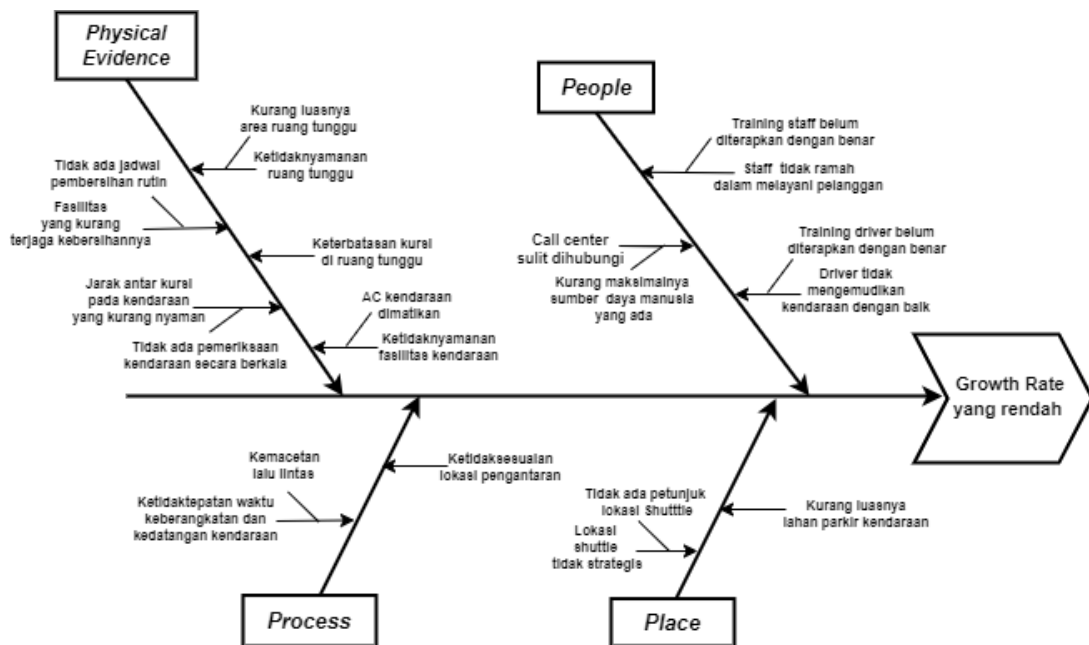 Physical
Evidence
People
Kurang luasnya
area ruang tunggu
Ketidaknyamanan
ruang tunggu
Tidak ada jadwal
pembersihan rutin
Fasilitas
yang kurang
terjaga kebersihannya
Keterbatasan kursi
di ruang tunggu
Jarak antar kursi
pada kendaraan
yang kurang nyaman
AC kendaraan
dimatikan
Tidak ada pemeriksaan
kendaraan secara berkala
Ketidaknyamanan
fasilitas kendaraan
Training staff belum
diterapkan dengan benar
Staff tidak ramah
dalam melayani pelanggan
Call center
sulit dihubungi
Kurang maksimalnya
sumber daya manusia
yang ada
Training driver belum
diterapkan dengan benar
Driver tidak
mengemudikan
kendaraan dengan baik
Growth Rate
yang rendah
Kemacetan
lalu lintas
Ketidaksesuaian
lokasi pengantaran
Ketidaktepatan waktu
keberangkatan dan
kedatangan kendaraan
Tidak ada petunjuk
lokasi Shutttle
Lokasi
shuttle
tidak strategis
Kurang luasnya
lahan parkir kendaraan
Process
Place